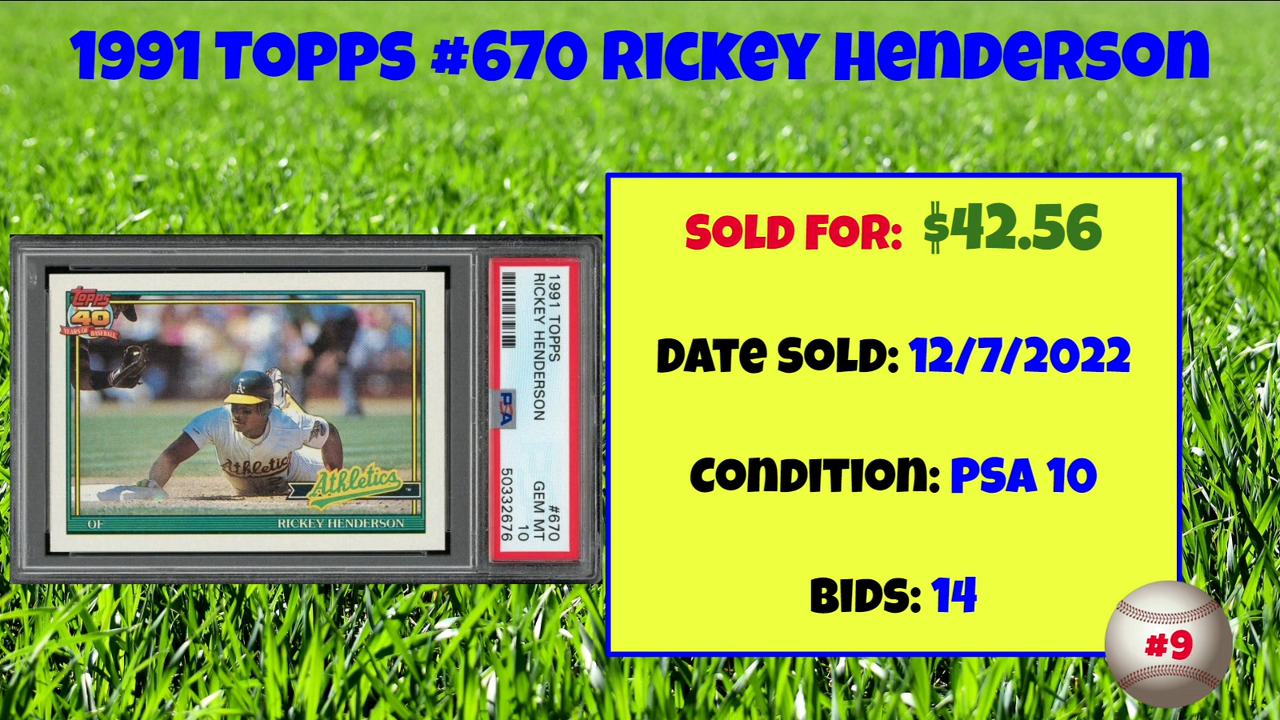 1991 TOPPS #670 RICKEY HENDERSON
SOLD FOR: $42.56
DATE SOLD: 12/7/2022
CONDITION: PSA 10
BIDS: 14
#9
Topps
40
YEARS OF BASEBALL
A's
Athletics
Athletics
OF
RICKEY HENDERSON
1991 TOPPS #670
RICKEY HENDERSON GEM MT
10
PSA
50332676